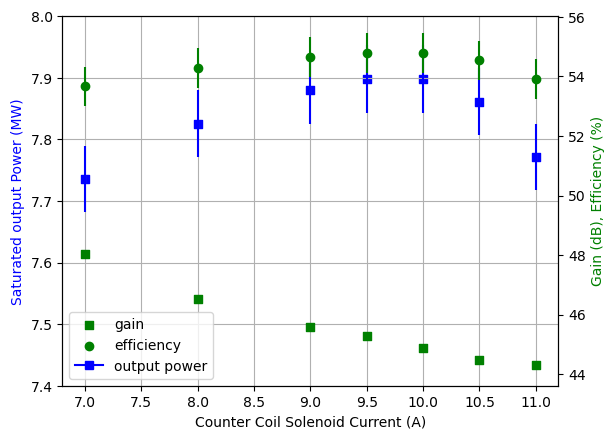 8.0
7.9
7.8
7.7
7.6
7.5
7.4
Saturated output Power (MW)
56
54
52
50
48
46
44
Gain (dB), Efficiency (%)
gain
efficiency
output power
7.0 7.5 8.0 8.5 9.0 9.5 10.0 10.5 11.0
Counter Coil Solenoid Current (A)